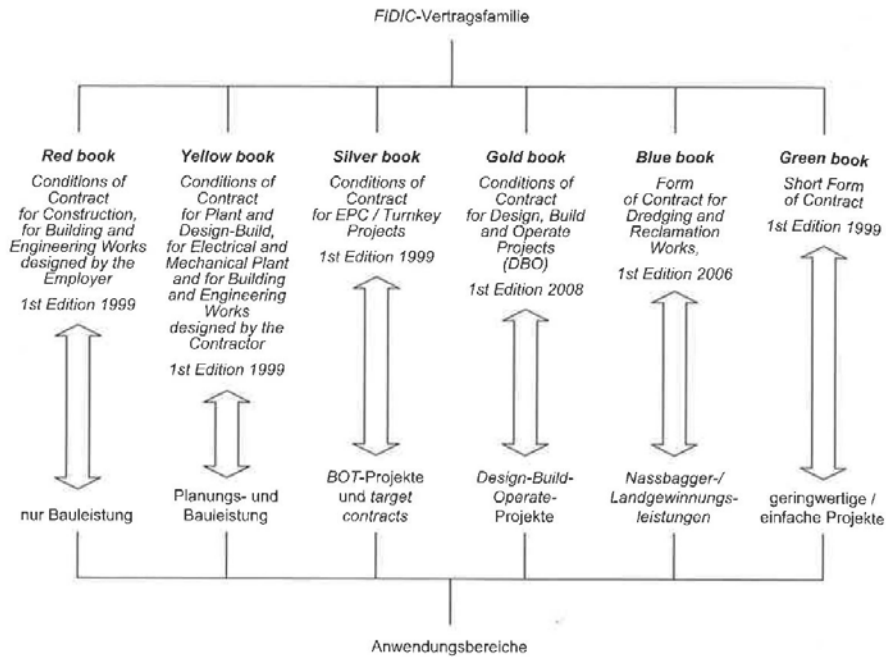 FIDIC-Vertragsfamilie
Red book
Conditions of
Contract
for Construction,
for Building and
Engineering Works
designed by the
Employer
1st Edition 1999
Yellow book
Conditions of
Contract
for Plant and
Design-Build,
for Electrical and
Mechanical Plant
and for Building
and Engineering
Works
designed by the
Contractor
1st Edition 1999
Silver book
Conditions of
Contract
for EPC / Turnkey
Projects
1st Edition 1999
Gold book
Conditions of
Contract
for Design, Build
and Operate
Projects
(DBO)
1st Edition 2008
Blue book
Form
of Contract for
Dredging and
Reclamation
Works,
1st Edition 2006
Green book
Short Form
of Contract
1st Edition 1999
nur Bauleistung
Planungs- und
Bauleistung
BOT-Projekte
und target
contracts
Design-Build-
Operate-
Projekte
Nassbagger-/
Landgewinnungs-
leistungen
geringwertige /
einfache Projekte
Anwendungsbereiche